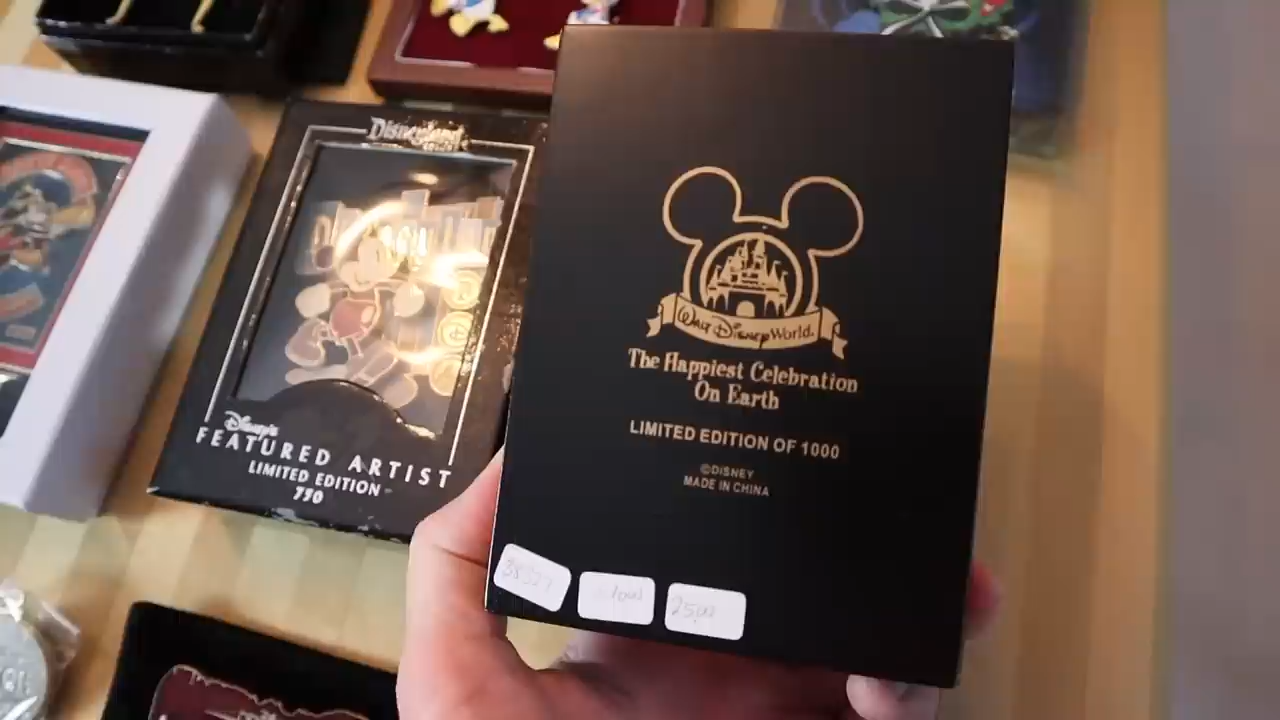 Disneyland
Disney's
FEATURED ARTIST
LIMITED EDITION
750
Walt Disney World.
The Happiest Celebration
On Earth
LIMITED EDITION OF 1000
©DISNEY
MADE IN CHINA